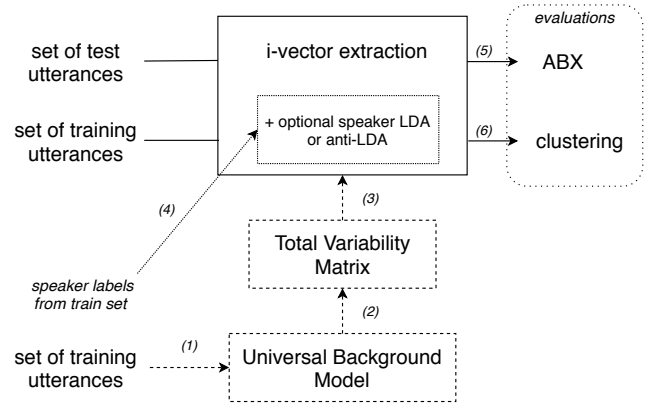 evaluations
set of test
utterances
i-vector extraction
(5)
ABX
set of training
utterances
+ optional speaker LDA
or anti-LDA
(6)
clustering
(4)
(3)
Total Variability
Matrix
speaker labels
from train set
(2)
set of training
utterances
(1)
Universal Background
Model